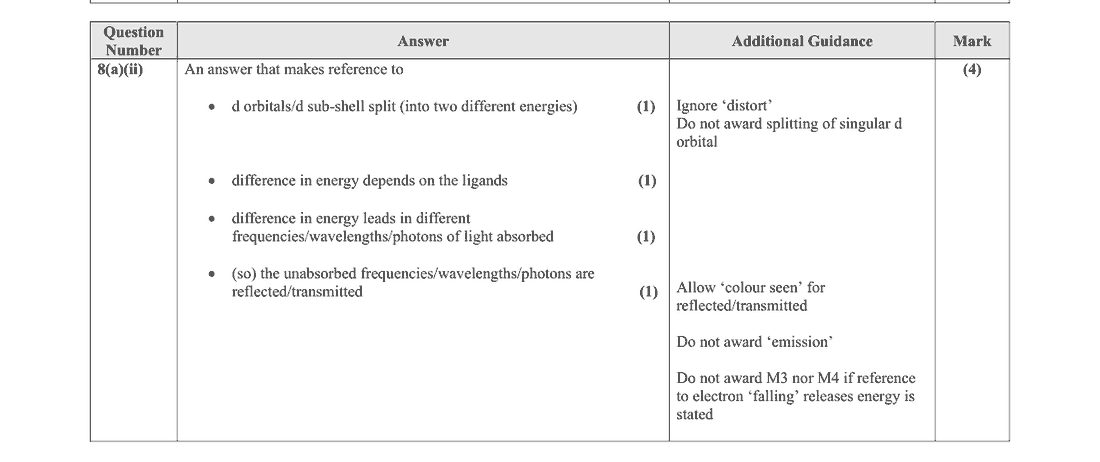 Question Number
Answer
Additional Guidance
Mark
8(a)(ii)
An answer that makes reference to
(4)
• d orbitals/d sub-shell split (into two different energies)
(1)
Ignore ‘distort’
Do not award splitting of singular d
orbital
• difference in energy depends on the ligands
(1)
• difference in energy leads in different
frequencies/wavelengths/photons of light absorbed
(1)
• (so) the unabsorbed frequencies/wavelengths/photons are
reflected/transmitted
(1)
Allow ‘colour seen’ for
reflected/transmitted
Do not award ‘emission’
Do not award M3 nor M4 if reference
to electron ‘falling’ releases energy is
stated